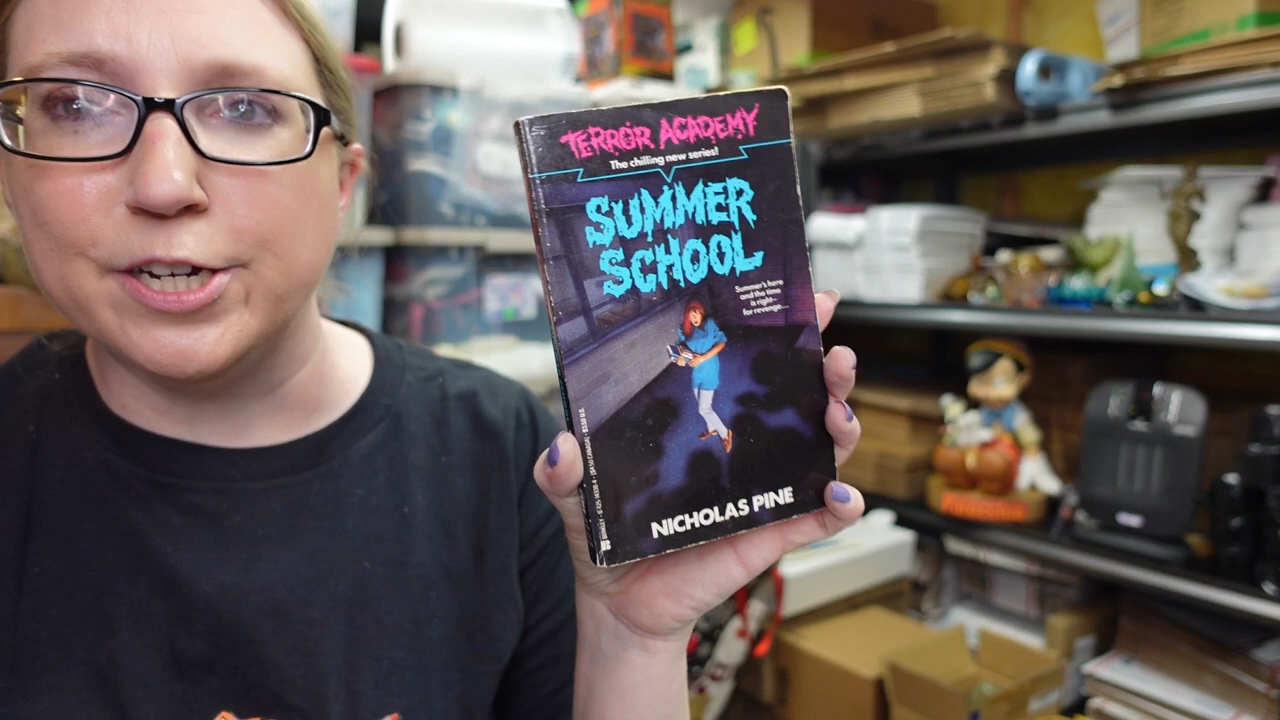 TERROR ACADEMY
The chilling new series!
SUMMER
SCHOOL
Summer's here
and the time
is right–
for revenge...
NICHOLAS PINE